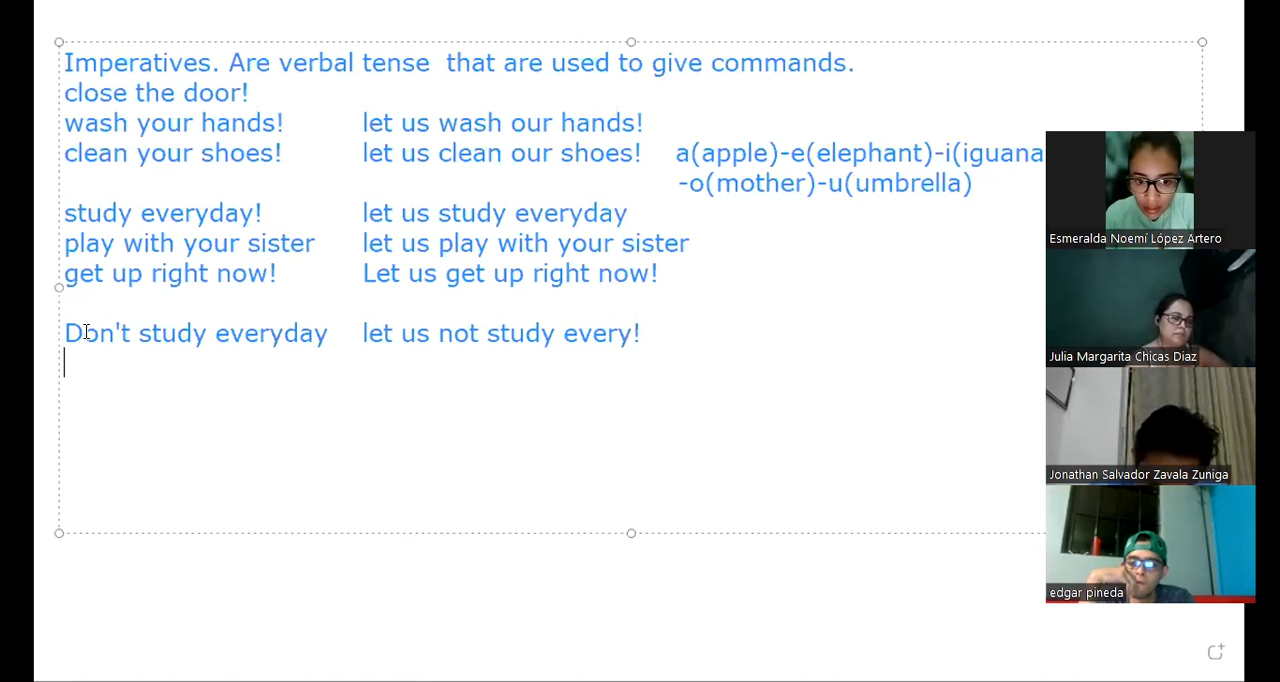 Imperatives. Are verbal tense  that are used to give commands.
close the door!
wash your hands! let us wash our hands!
clean your shoes! let us clean our shoes! a(apple)-e(elephant)-i(iguana
-o(mother)-u(umbrella)
study everyday! let us study everyday
play with your sister let us play with your sister
get up right now! Let us get up right now!
Don't study everyday let us not study every!
Esmeralda Noemí López Artero
Julia Margarita Chicas Diaz
Jonathan Salvador Zavala Zuniga
edgar pineda